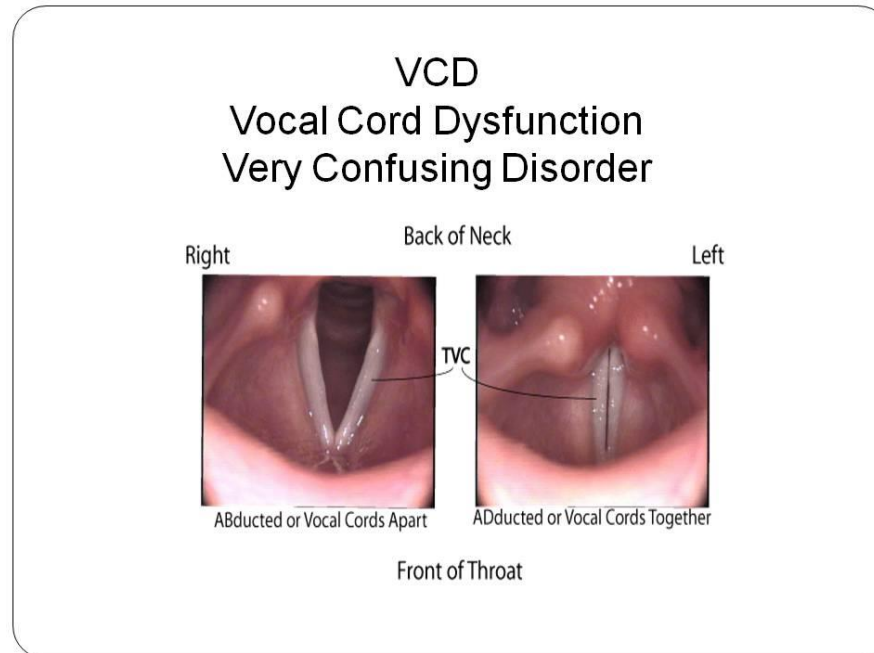 VCD
Vocal Cord Dysfunction
Very Confusing Disorder
Back of Neck
Right
Left
TVC
ABducted or Vocal Cords Apart
ADducted or Vocal Cords Together
Front of Throat